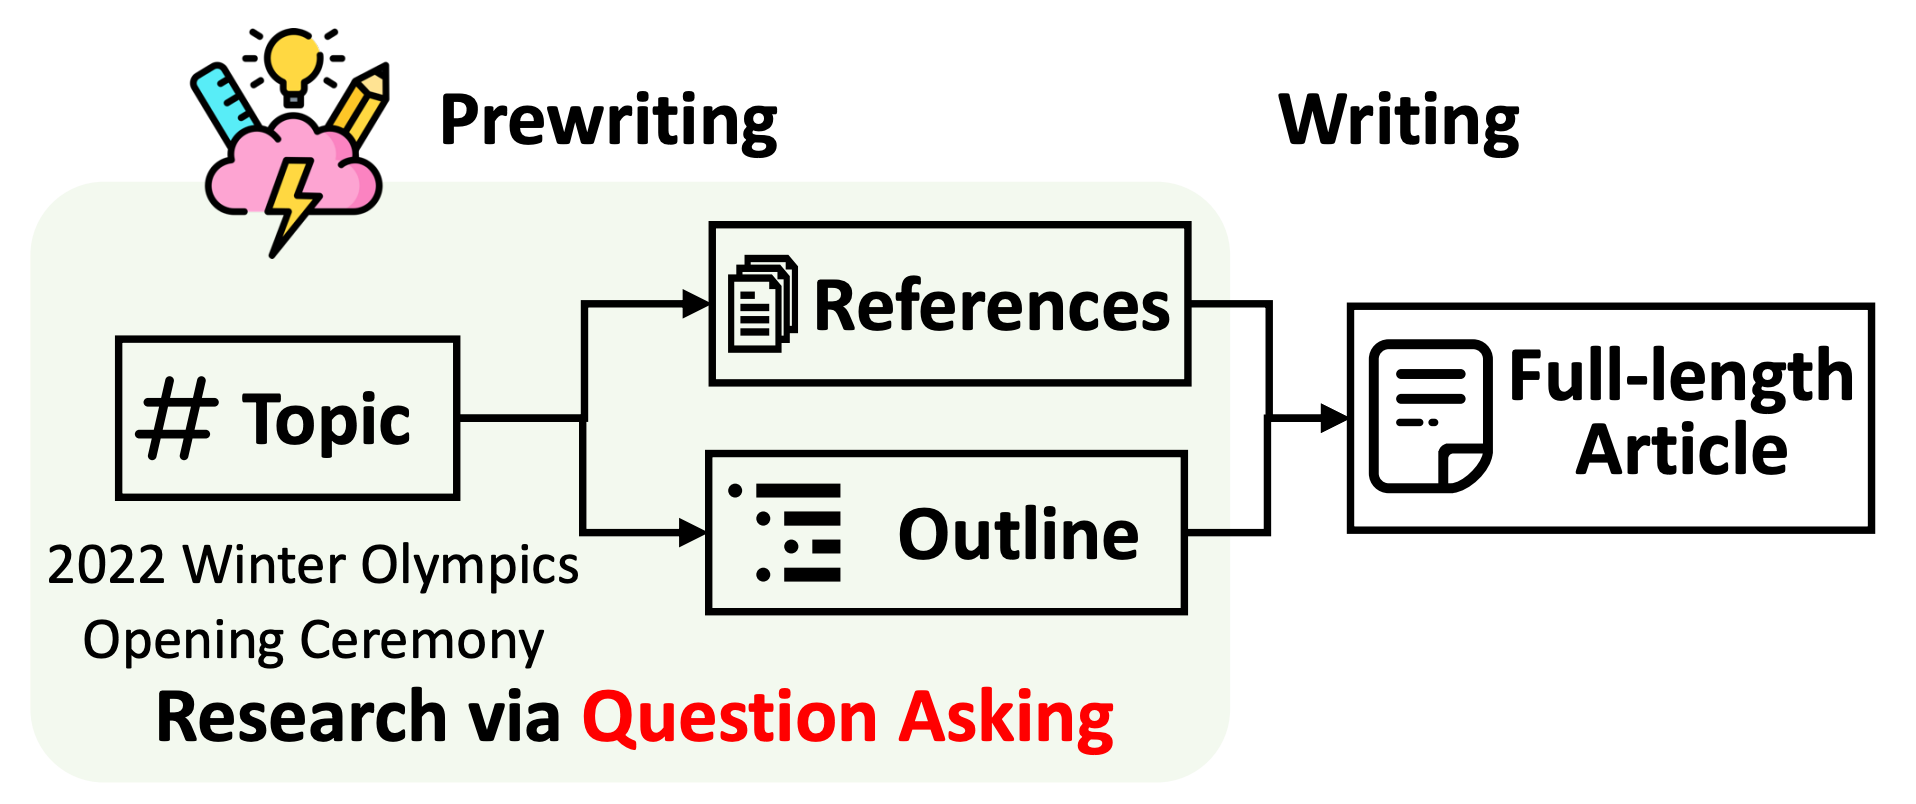 Prewriting
Writing
References
# Topic
Full-length
Article
Outline
2022 Winter Olympics
Opening Ceremony
Research via Question Asking